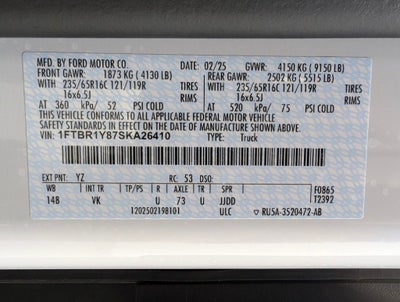 MFD. BY FORD MOTOR CO. 02/25 GVWR: 4150 KG ( 9150 LB)
FRONT GAWR: 1873 KG ( 4130 LB) REAR GAWR: 2502 KG ( 5515 LB)
235/65R16C 121/119R TIRES 235/65R16C 121/119R TIRES
16x6.5J RIMS 16x6.5J RIMS
AT 360 kPa/ 52 PSI COLD AT 520 kPa/ 75 PSI COLD
THIS VEHICLE CONFORMS TO ALL APPLICABLE FEDERAL MOTOR VEHICLE
SAFETY STANDARDS IN EFFECT ON THE DATE OF MANUFACTURE SHOWN ABOVE.
VIN: 1FTBR1Y87SKA26410 TYPE: Truck
EXT PNT: YZ RC: 53 DSO:
WB INT TR R AXLE TR SPR F0865
148 VK U 73 U JJDD T2392
1202502198101 ULC RU5A-3520472-AB